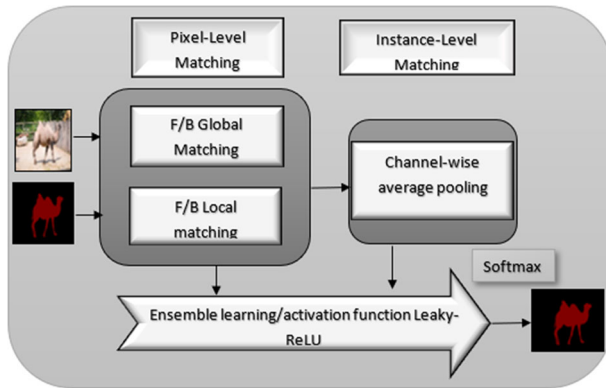 Pixel-Level
Matching
Instance-Level
Matching
F/B Global
Matching
F/B Local
matching
Channel-wise
average pooling
Softmax
Ensemble learning/activation function Leaky-
ReLU